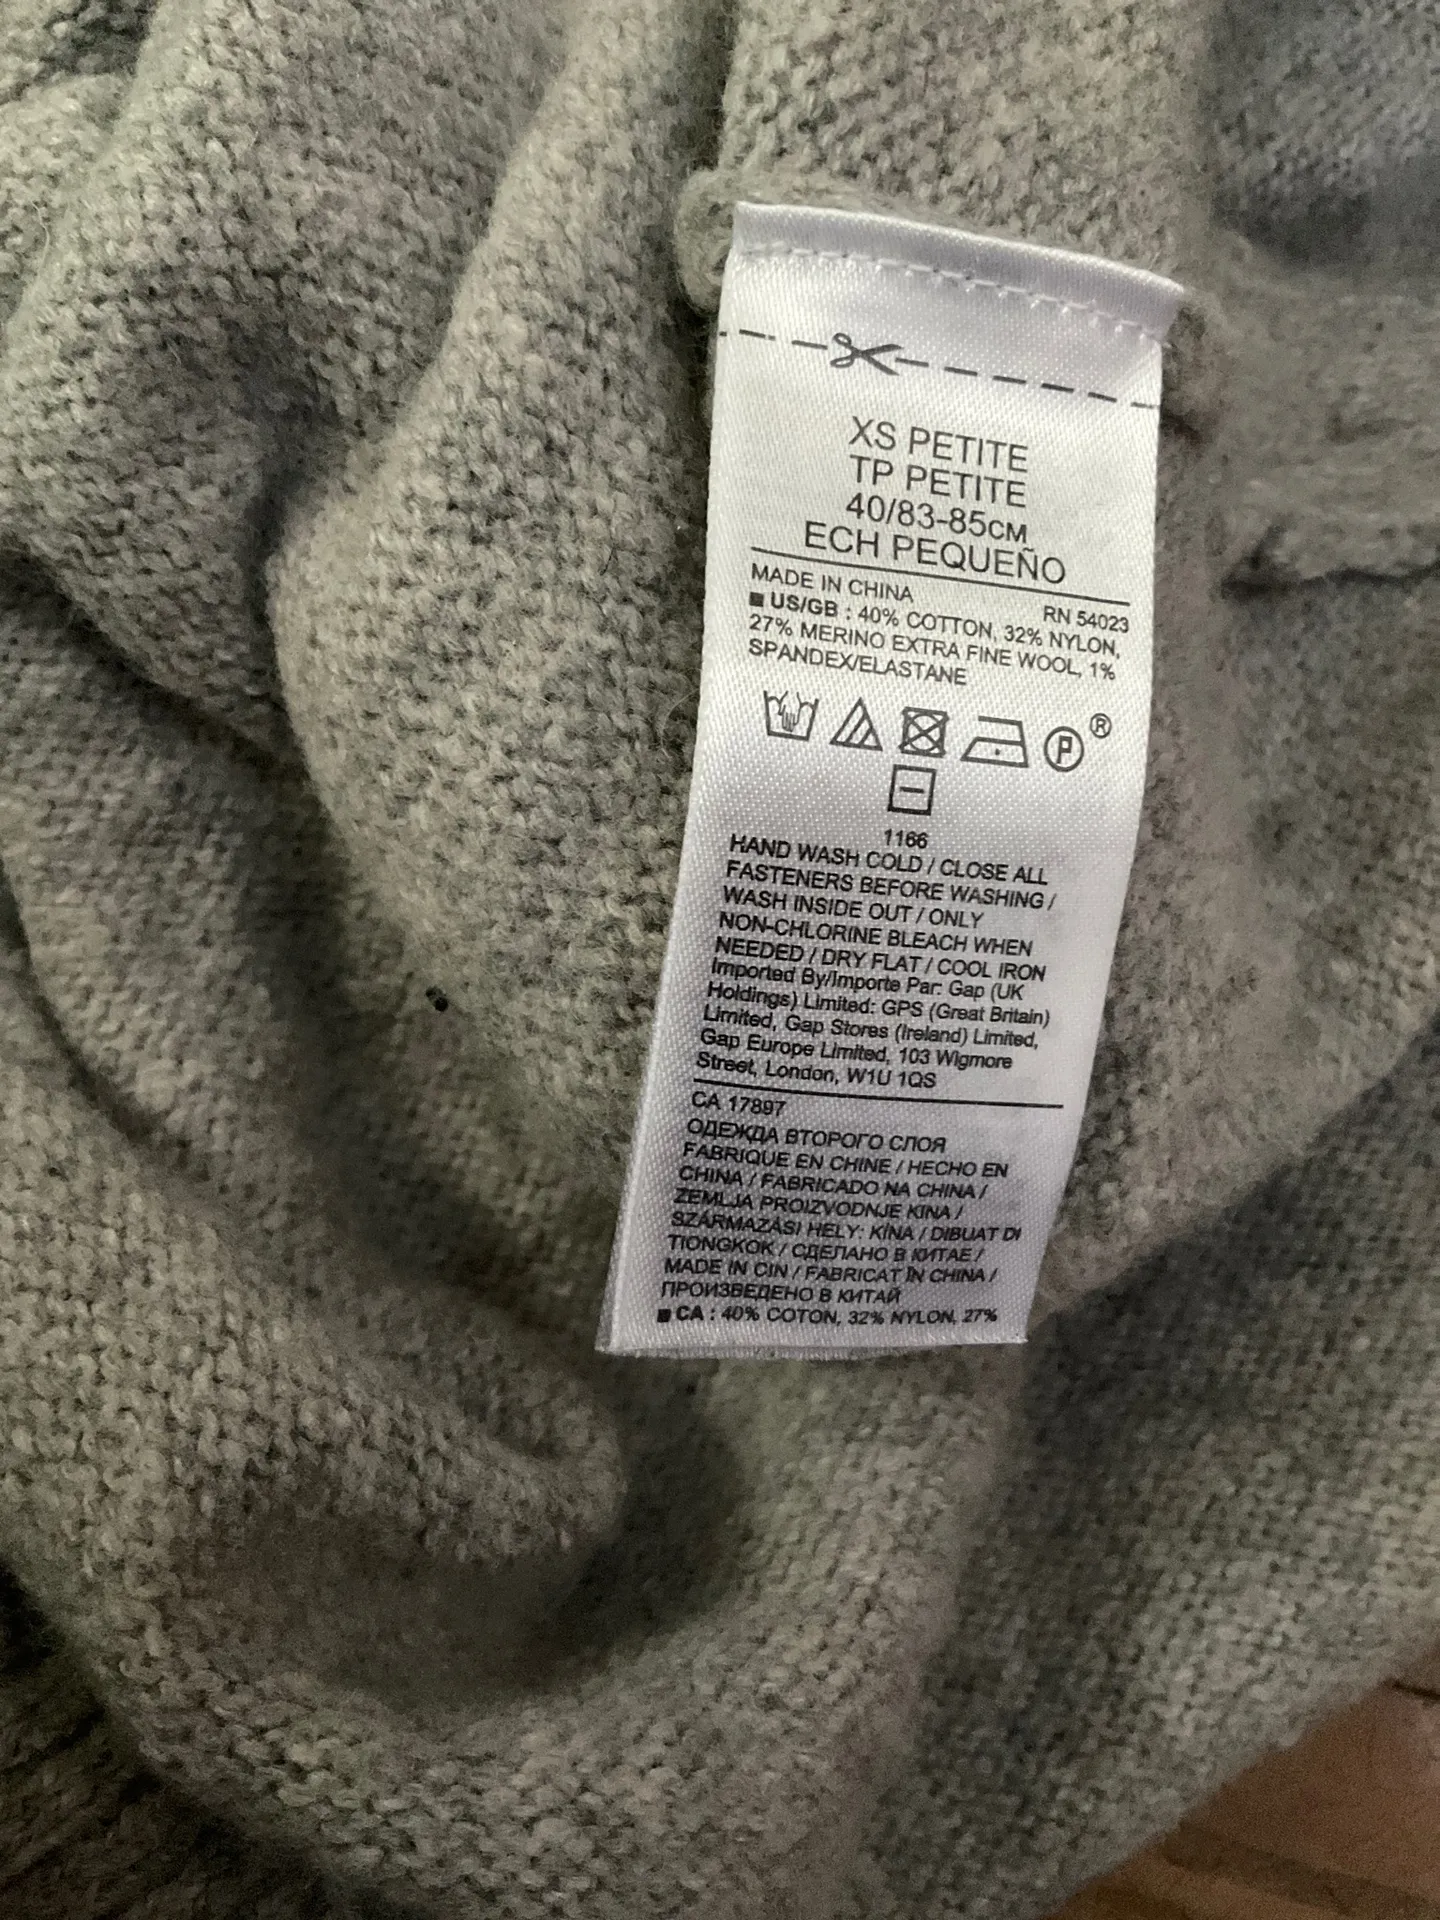 XS PETITE
TP PETITE
40/83-85CM
ECH PEQUEÑO
MADE IN CHINA RN 54023
■ US/GB : 40% COTTON, 32% NYLON,
27% MERINO EXTRA FINE WOOL, 1%
SPANDEX/ELASTANE
P ®
1166
HAND WASH COLD / CLOSE ALL
FASTENERS BEFORE WASHING /
WASH INSIDE OUT / ONLY
NON-CHLORINE BLEACH WHEN
NEEDED / DRY FLAT / COOL IRON
Imported By/Importe Par: Gap (UK
Holdings) Limited: GPS (Great Britain)
Limited, Gap Stores (Ireland) Limited,
Gap Europe Limited, 103 Wigmore
Street, London, W1U 1QS
CA 17897
ОДЕЖДА ВТОРОГО СЛОЯ
FABRIQUE EN CHINE / HECHO EN
CHINA / FABRICADO NA CHINA /
ZEMLJA PROIZVODNJE KINA /
SZÁRMAZÁSI HELY: KÍNA / DIBUAT DI
TIONGKOK / СДЕЛАНО В КИТАЕ /
MADE IN CIN / FABRICAT ÎN CHINA /
ПРОИЗВЕДЕНО В КИТАЙ
■ CA : 40% COTON, 32% NYLON, 27%